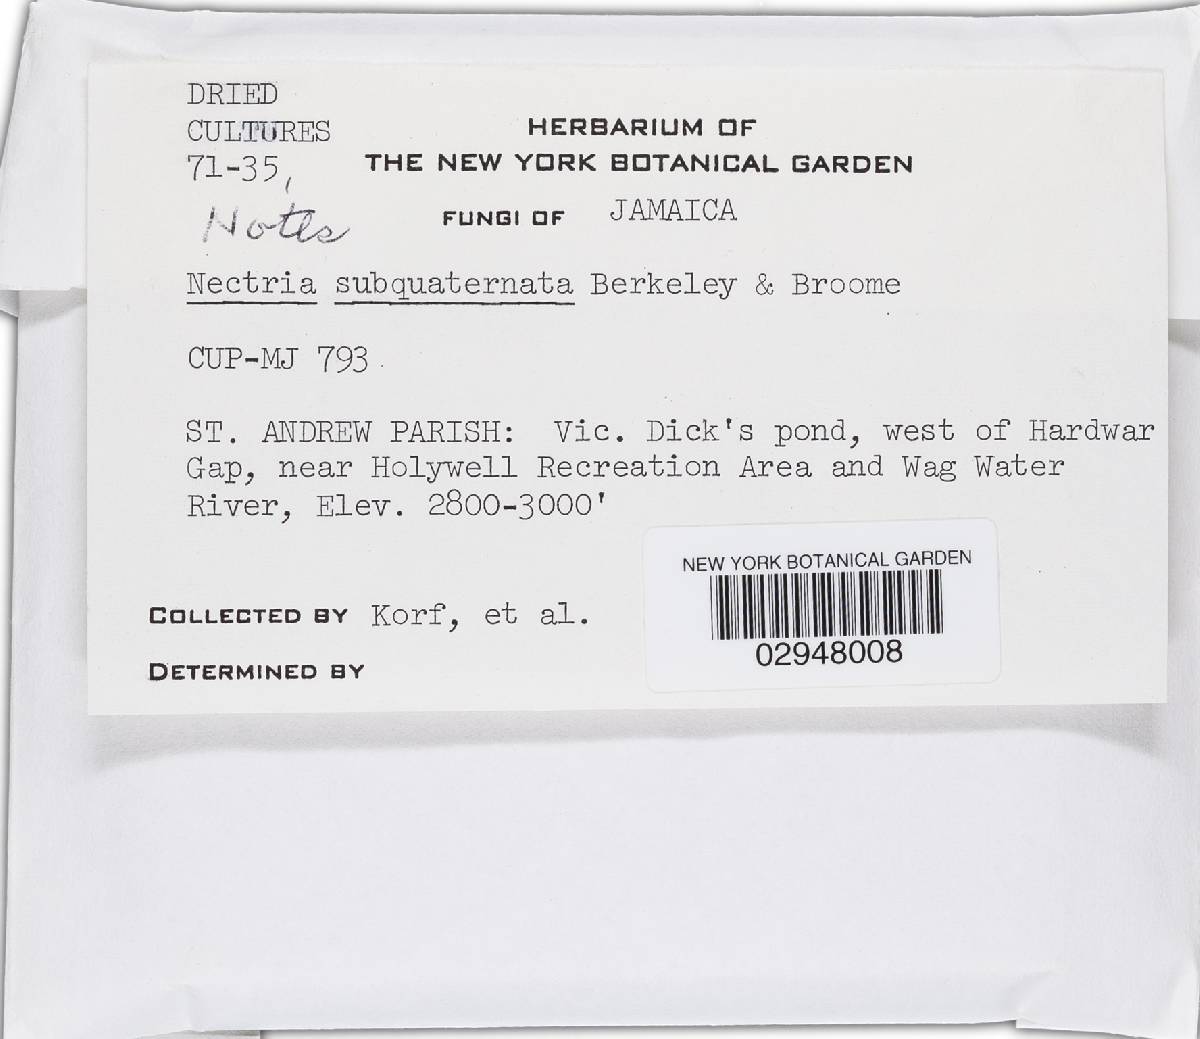 DRIED
CULTURES
71-35,
Notes
HERBARIUM OF
THE NEW YORK BOTANICAL GARDEN
FUNGI OF JAMAICA
Nectria subquaternata Berkeley & Broome
CUP-MJ 793
ST. ANDREW PARISH: Vic. Dick's pond, west of Hardwar
Gap, near Holywell Recreation Area and Wag Water
River, Elev. 2800-3000'
COLLECTED BY Korf, et al.
DETERMINED BY
NEW YORK BOTANICAL GARDEN
02948008